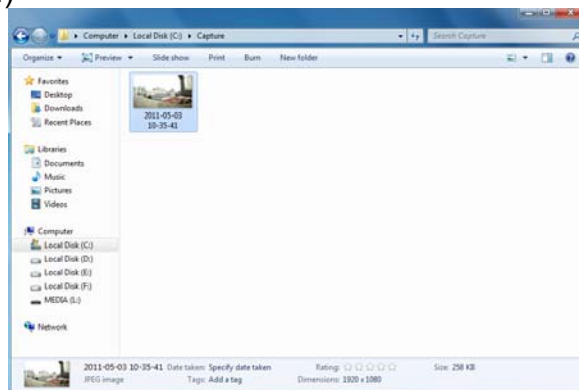 )
Computer ▸ Local Disk (C:) ▸ Capture
Search Capture
Organize ▾ Preview ▾ Slide show Print Burn New folder
Favorites
Desktop
Downloads
Recent Places
2011-05-03
10-35-41
Libraries
Documents
Music
Pictures
Videos
Computer
Local Disk (C:)
Local Disk (D:)
Local Disk (E:)
Local Disk (F:)
MEDIA (L:)
Network
2011-05-03 10-35-41 Date taken: Specify date taken Rating: ☆☆☆☆☆ Size: 258 KB
JPEG image Tags: Add a tag Dimensions: 1920 x 1080